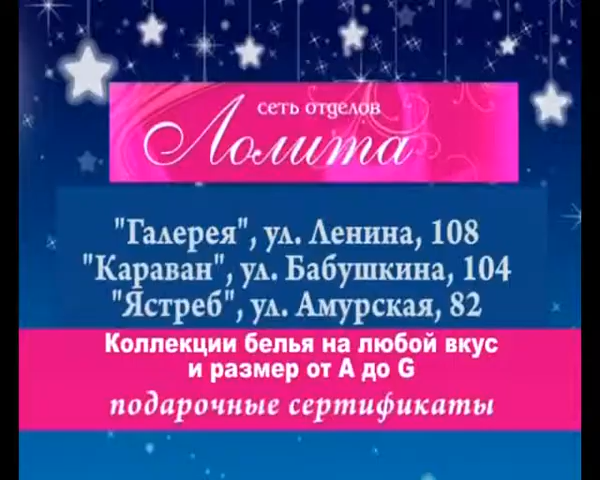 сеть отделов
Лолита
"Галерея", ул. Ленина, 108
"Караван", ул. Бабушкина, 104
"Ястреб", ул. Амурская, 82
Коллекции белья на любой вкус
и размер от A до G
подарочные сертификаты